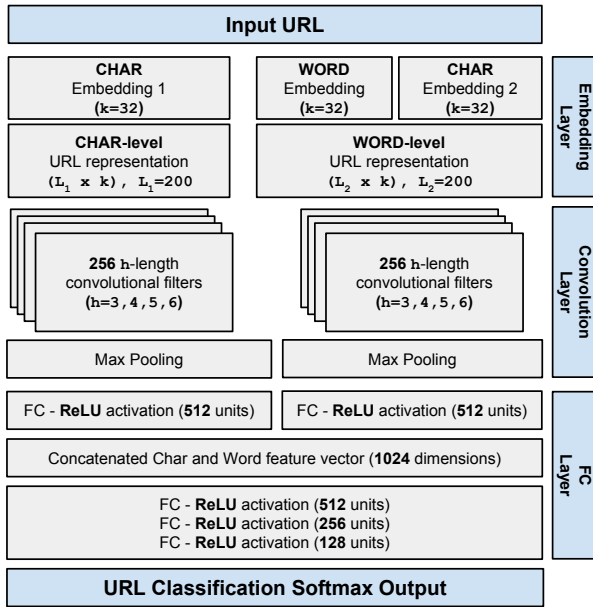 Input URL
CHAR
Embedding 1
(k=32)
WORD
Embedding
(k=32)
CHAR
Embedding 2
(k=32)
Embedding
Layer
CHAR-level
URL representation
(L₁ x k), L₁=200
WORD-level
URL representation
(L₂ x k), L₂=200
256 h-length
convolutional filters
(h=3,4,5,6)
256 h-length
convolutional filters
(h=3,4,5,6)
Convolution
Layer
Max Pooling
Max Pooling
FC - ReLU activation (512 units)
FC - ReLU activation (512 units)
FC
Layer
Concatenated Char and Word feature vector (1024 dimensions)
FC - ReLU activation (512 units)
FC - ReLU activation (256 units)
FC - ReLU activation (128 units)
URL Classification Softmax Output